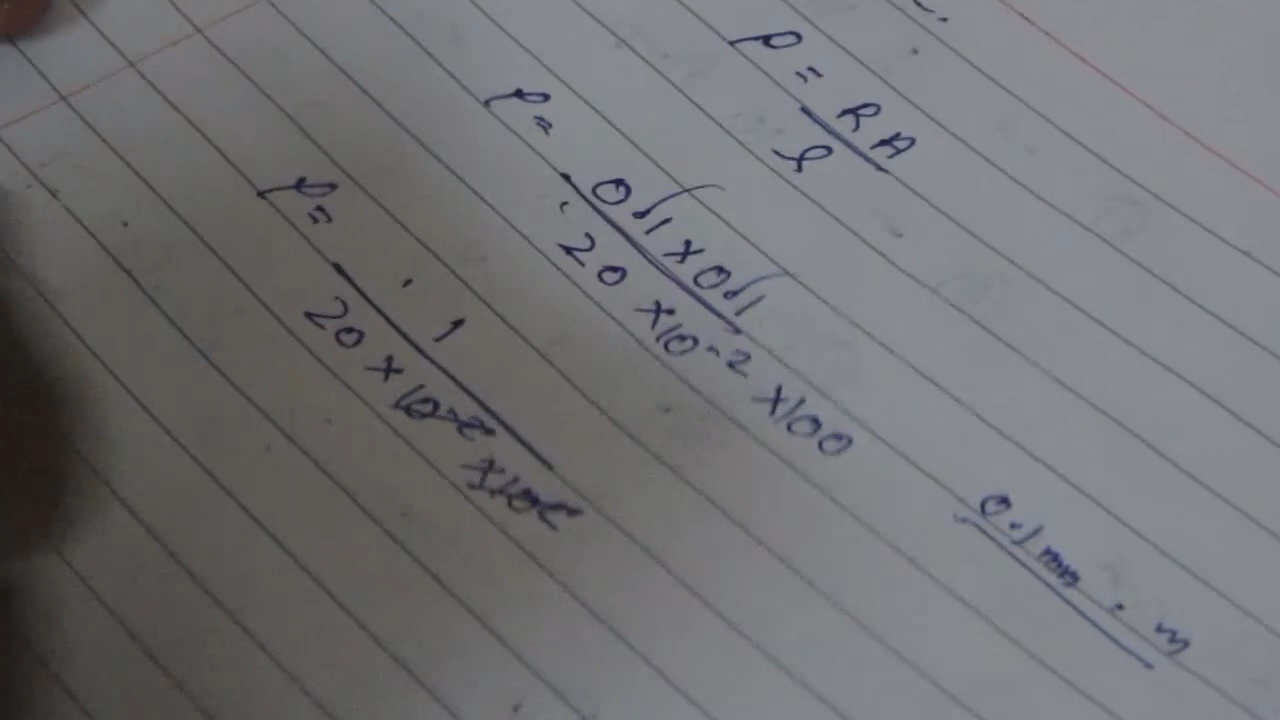 ρ = RA
l
ρ = 0.1 × 0.1
20 × 10-2 × 100
ρ = 1
20 × 10-2 × 100
0.1 mm . m